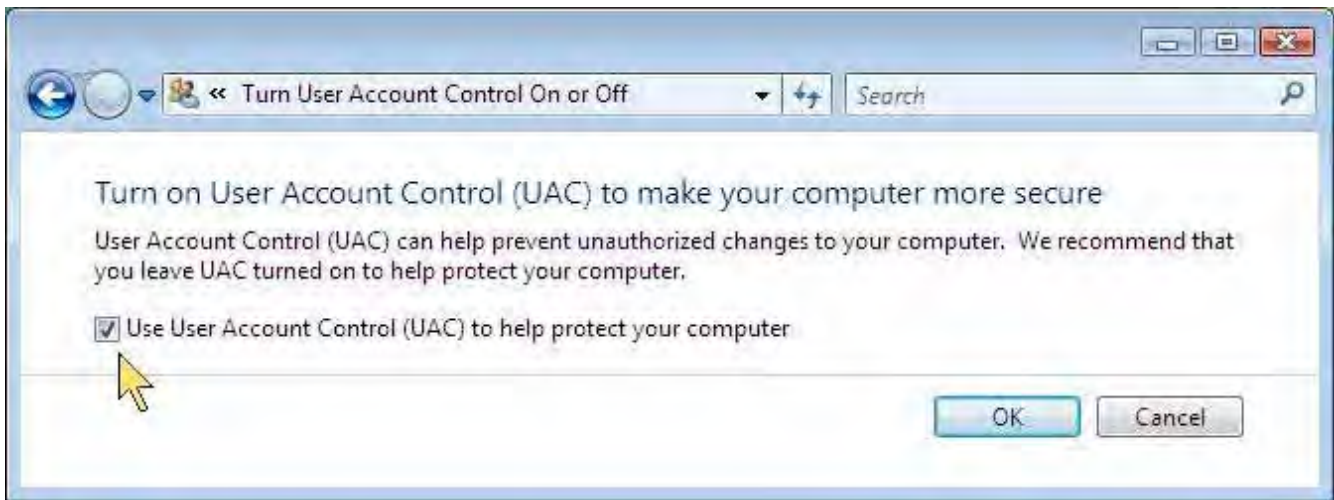 « Turn User Account Control On or Off
Search
Turn on User Account Control (UAC) to make your computer more secure
User Account Control (UAC) can help prevent unauthorized changes to your computer. We recommend that
you leave UAC turned on to help protect your computer.
Use User Account Control (UAC) to help protect your computer
OK
Cancel